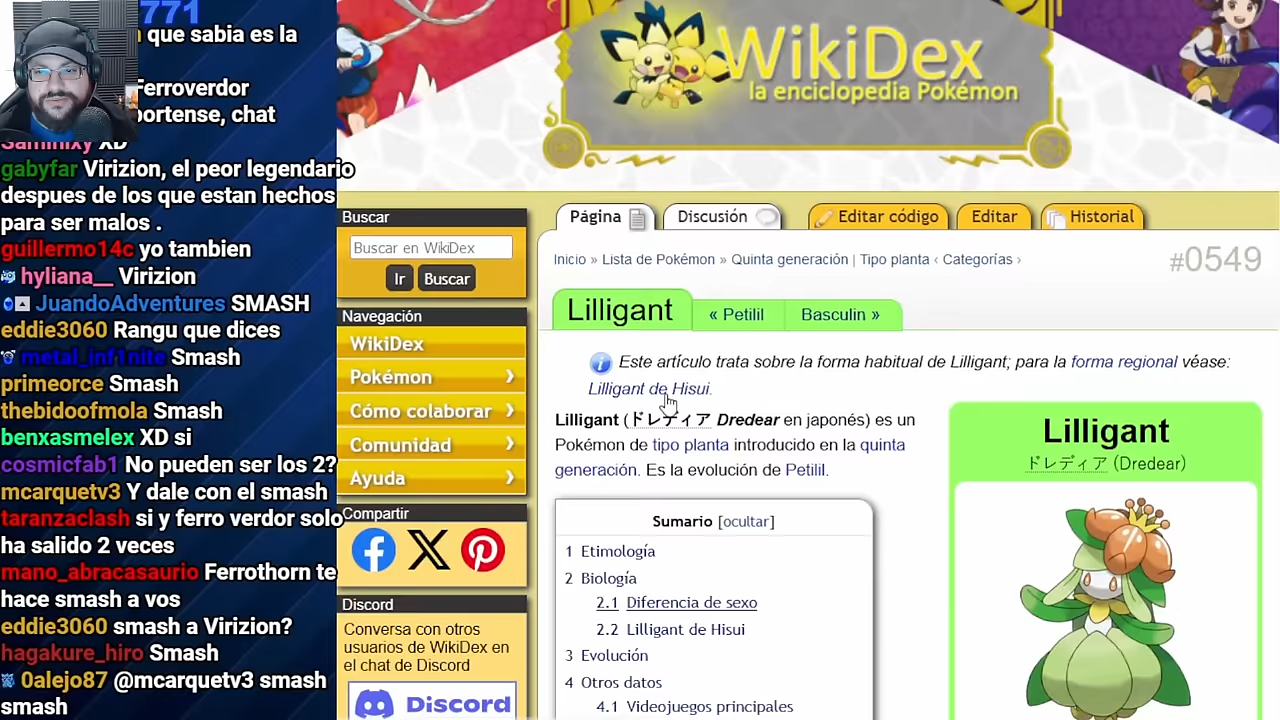 771
que sabia es la
Ferroverdor
portense, chat
Saminixy XD
gabyfar Virizion, el peor legendario
despues de los que estan hechos
para ser malos .
guillermo14c yo tambien
hyliana__ Virizion
JuandoAdventures SMASH
eddie3060 Rangu que dices
metal_inf1nite Smash
primeorce Smash
thebidoofmola Smash
benxasmelex XD si
cosmicfab1 No pueden ser los 2?
mcarquetv3 Y dale con el smash
taranzaclash si y ferro verdor solo
ha salido 2 veces
mano_abracasaurio Ferrothorn te
hace smash a vos
eddie3060 smash a Virizion?
hagakure_hiro Smash
0alejo87 @mcarquetv3 smash
smash
WikiDex
la enciclopedia Pokémon
Buscar
Buscar en WikiDex
Ir Buscar
Navegación
WikiDex
Pokémon
Cómo colaborar
Comunidad
Ayuda
Compartir
Discord
Conversa con otros
usuarios de WikiDex en
el chat de Discord
Discord
Página Discusión Editar código Editar Historial
Inicio » Lista de Pokémon » Quinta generación | Tipo planta ‹ Categorías ›
#0549
Lilligant « Petilil Basculin »
Este artículo trata sobre la forma habitual de Lilligant; para la forma regional véase:
Lilligant de Hisui.
Lilligant (ドレディア Dredear en japonés) es un
Pokémon de tipo planta introducido en la quinta
generación. Es la evolución de Petilil.
Sumario [ocultar]
1 Etimología
2 Biología
2.1 Diferencia de sexo
2.2 Lilligant de Hisui
3 Evolución
4 Otros datos
4.1 Videojuegos principales
Lilligant
ドレディア (Dredear)